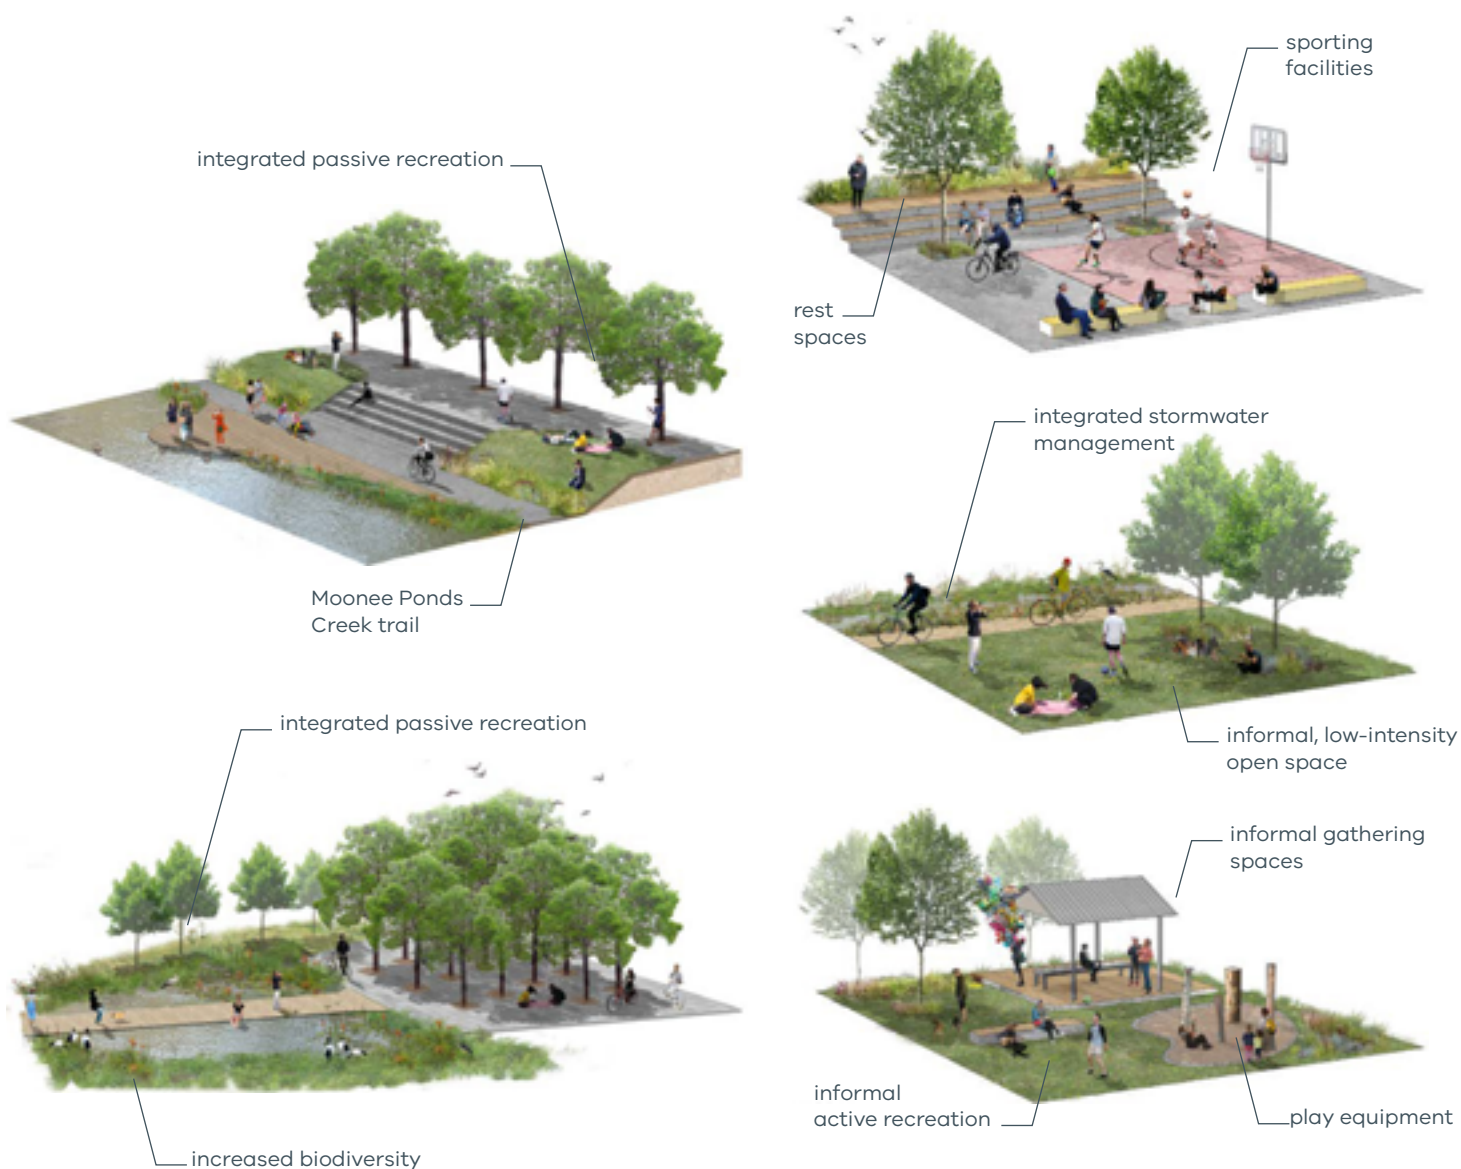 integrated passive recreation
Moonee Ponds
Creek trail
integrated passive recreation
increased biodiversity
sporting
facilities
rest
spaces
integrated stormwater
management
informal, low-intensity
open space
informal gathering
spaces
informal
active recreation
play equipment